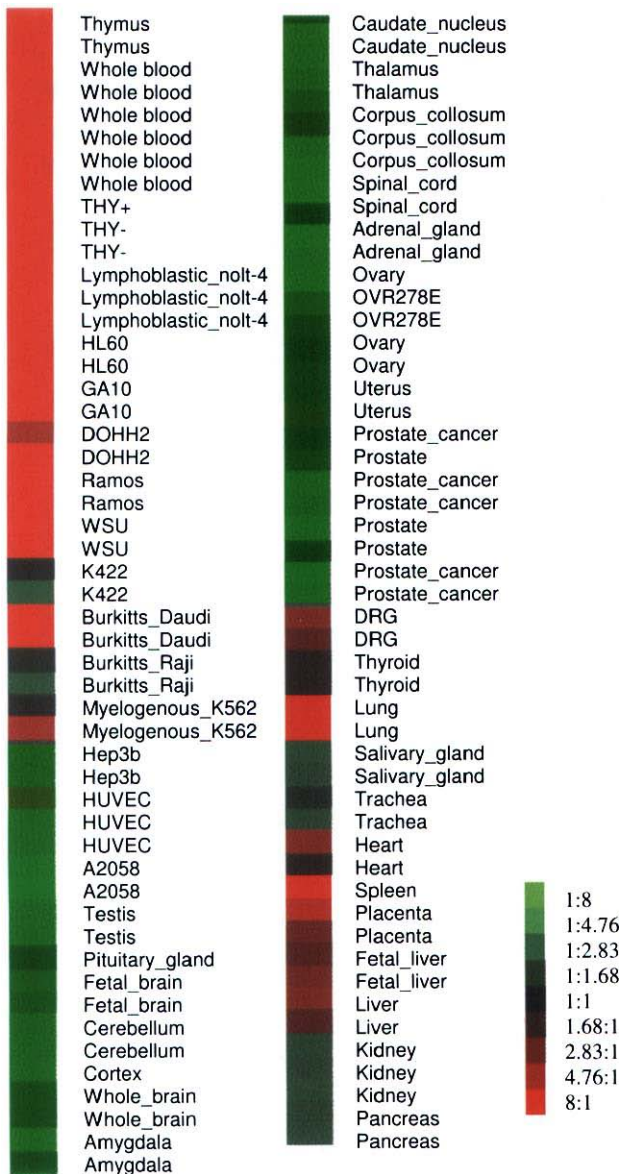 Thymus
Thymus
Whole blood
Whole blood
Whole blood
Whole blood
Whole blood
Whole blood
THY+
THY-
THY-
Lymphoblastic_nolt-4
Lymphoblastic_nolt-4
Lymphoblastic_nolt-4
HL60
HL60
GA10
GA10
DOHH2
DOHH2
Ramos
Ramos
WSU
WSU
K422
K422
Burkitts_Daudi
Burkitts_Daudi
Burkitts_Raji
Burkitts_Raji
Myelogenous_K562
Myelogenous_K562
Hep3b
Hep3b
HUVEC
HUVEC
HUVEC
A2058
A2058
Testis
Testis
Pituitary_gland
Fetal_brain
Fetal_brain
Cerebellum
Cerebellum
Cortex
Whole_brain
Whole_brain
Amygdala
Amygdala
Caudate_nucleus
Caudate_nucleus
Thalamus
Thalamus
Corpus_collosum
Corpus_collosum
Corpus_collosum
Spinal_cord
Spinal_cord
Adrenal_gland
Adrenal_gland
Ovary
OVR278E
OVR278E
Ovary
Ovary
Uterus
Uterus
Prostate_cancer
Prostate
Prostate_cancer
Prostate_cancer
Prostate
Prostate
Prostate_cancer
Prostate_cancer
DRG
DRG
Thyroid
Thyroid
Lung
Lung
Salivary_gland
Salivary_gland
Trachea
Trachea
Heart
Heart
Spleen
Placenta
Placenta
Fetal_liver
Fetal_liver
Liver
Liver
Kidney
Kidney
Kidney
Pancreas
Pancreas
1:8
1:4.76
1:2.83
1:1.68
1:1
1.68:1
2.83:1
4.76:1
8:1